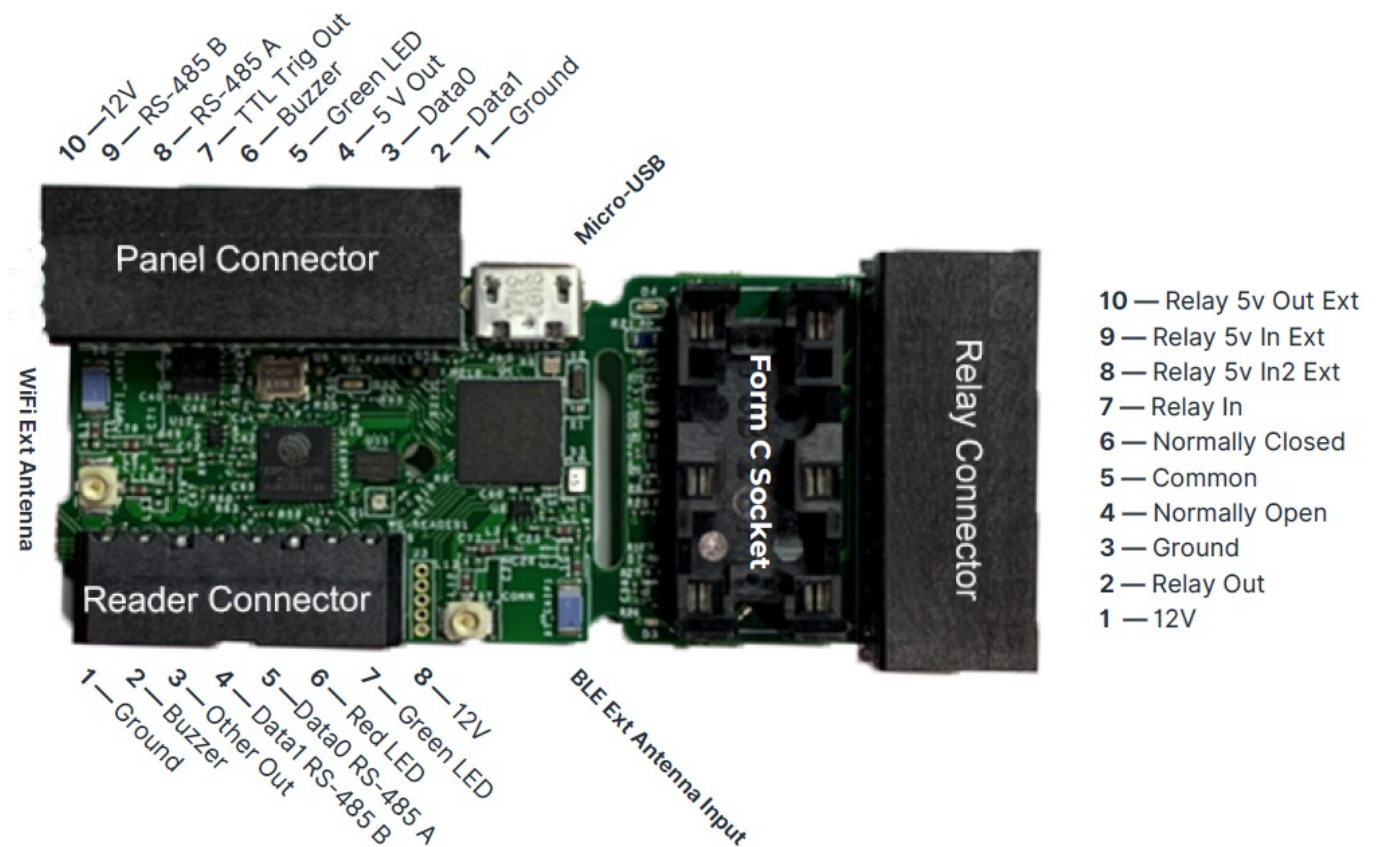 10 — 12V
9 — RS-485 B
8 — RS-485 A
7 — TTL Trig Out
6 — Buzzer
5 — Green LED
4 — 5 V Out
3 — Data0
2 — Data1
1 — Ground
Micro-USB
Panel Connector
WiFi Ext Antenna
Form C Socket
Relay Connector
10 — Relay 5v Out Ext
9 — Relay 5v In Ext
8 — Relay 5v In2 Ext
7 — Relay In
6 — Normally Closed
5 — Common
4 — Normally Open
3 — Ground
2 — Relay Out
1 — 12V
Reader Connector
1 — Ground
2 — Buzzer
3 — Other Out
4 — Data1 RS-485 B
5 — Data0 RS-485 A
6 — Red LED
7 — Green LED
8 — 12V
BLE Ext Antenna Input